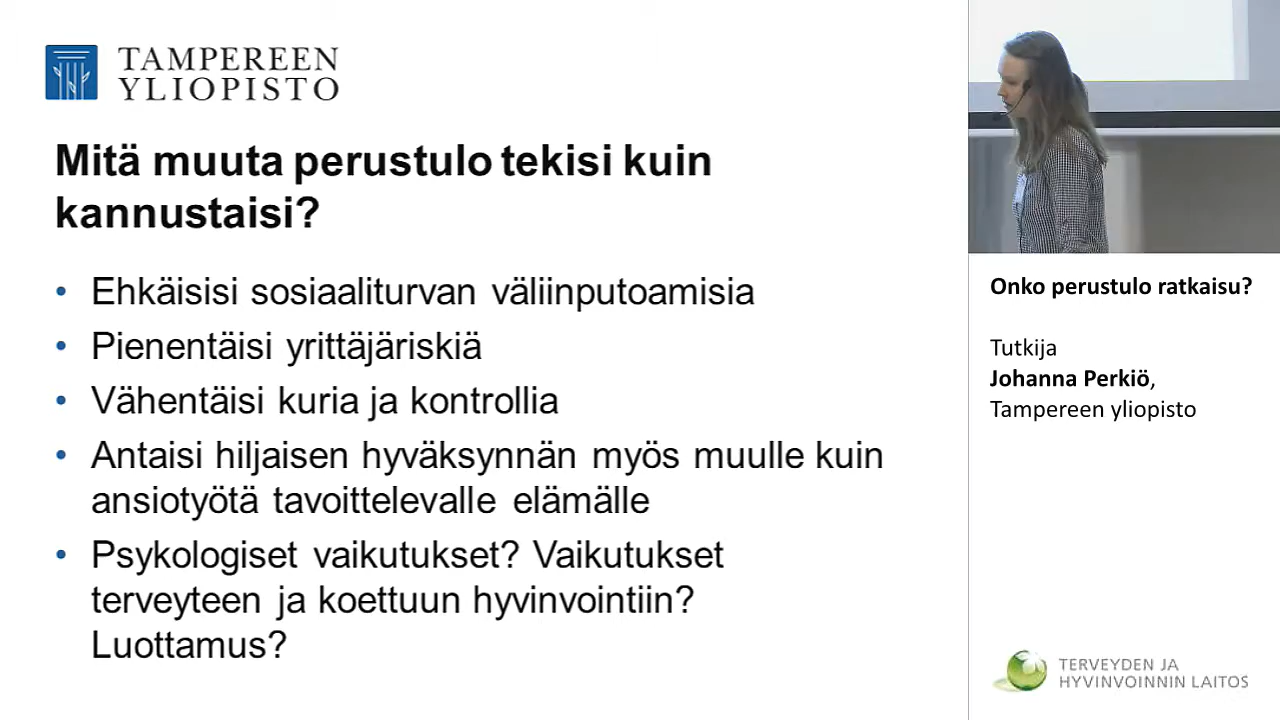 TAMPEREEN
YLIOPISTO
Mitä muuta perustulo tekisi kuin
kannustaisi?
• Ehkäisisi sosiaaliturvan väliinputoamisia
• Pienentäisi yrittäjäriskiä
• Vähentäisi kuria ja kontrollia
• Antaisi hiljaisen hyväksynnän myös muulle kuin
ansiotyötä tavoittelevalle elämälle
• Psykologiset vaikutukset? Vaikutukset
terveyteen ja koettuun hyvinvointiin?
Luottamus?
Onko perustulo ratkaisu?
Tutkija
Johanna Perkiö,
Tampereen yliopisto
TERVEYDEN JA
HYVINVOINNIN LAITOS